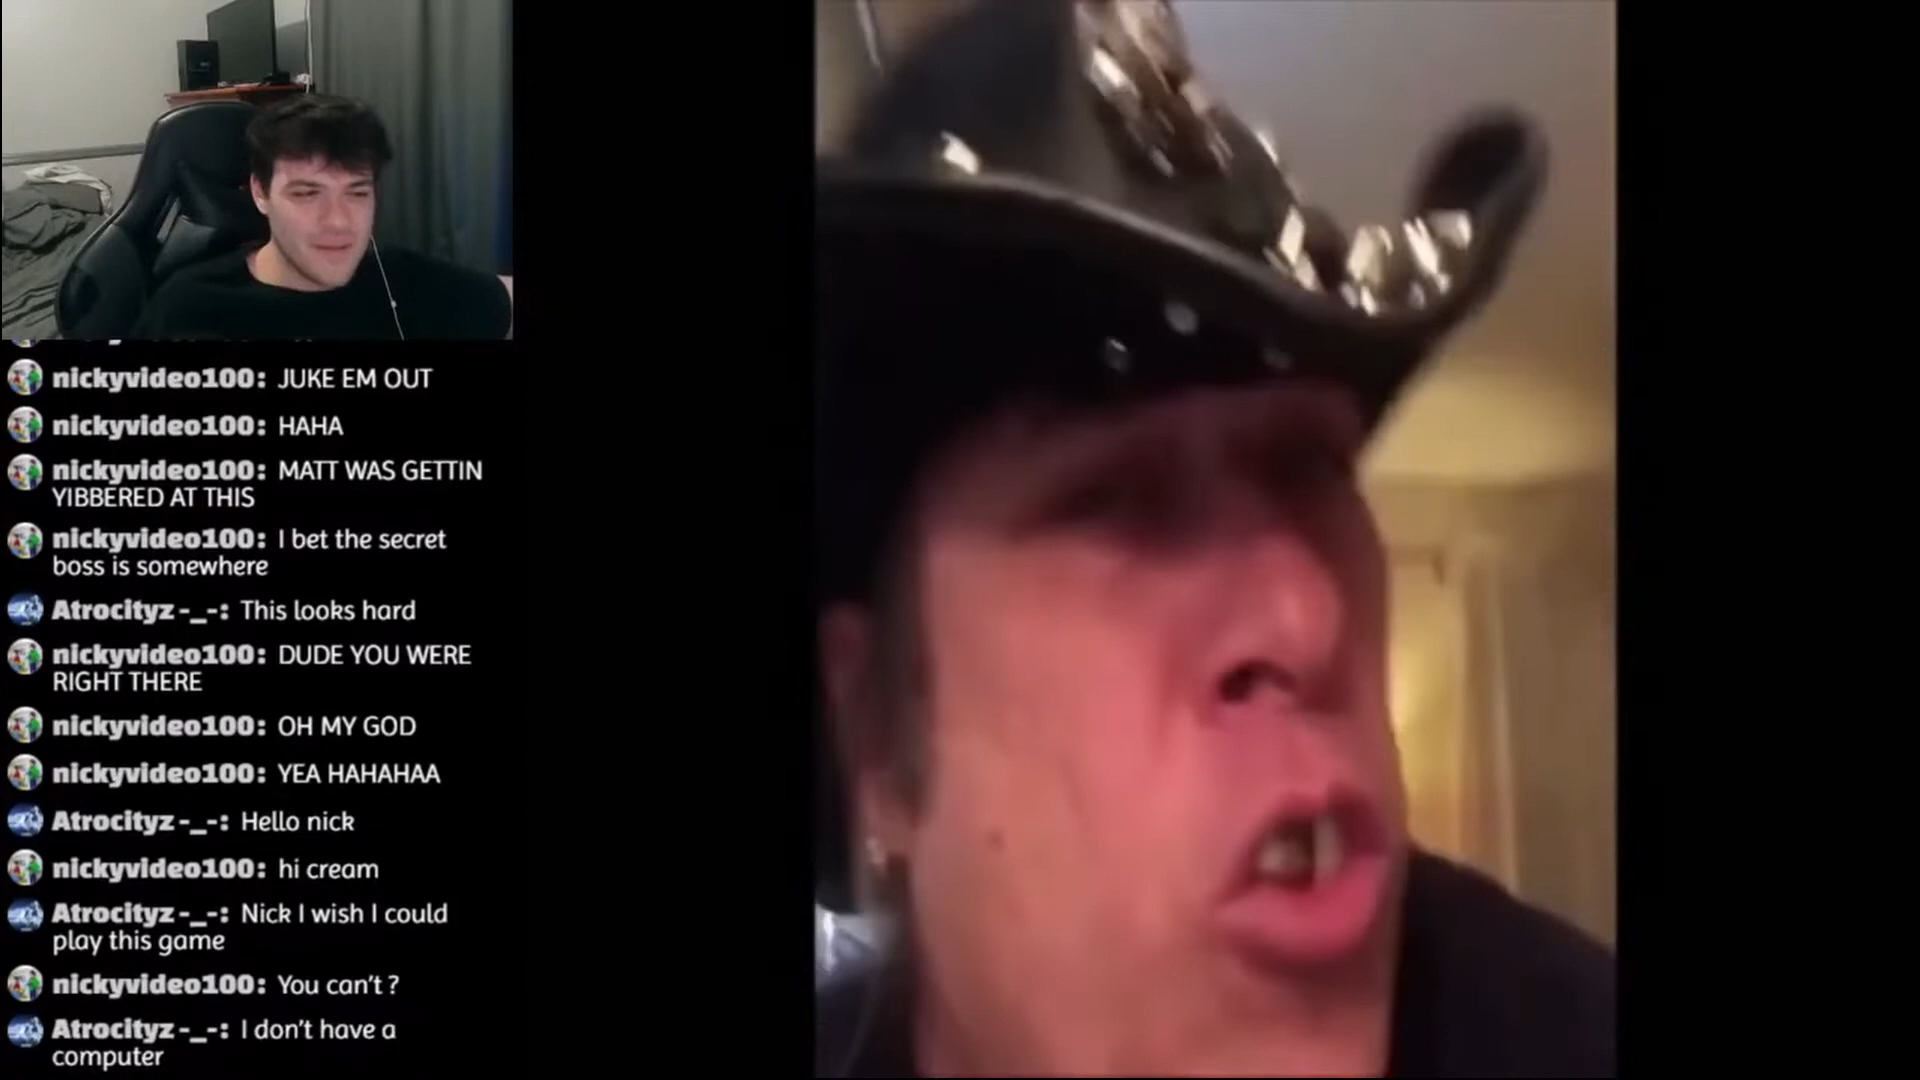 nickyvideo100: JUKE EM OUT
nickyvideo100: HAHA
nickyvideo100: MATT WAS GETTIN
YIBBERED AT THIS
nickyvideo100: I bet the secret
boss is somewhere
Atrocityz -_-: This looks hard
nickyvideo100: DUDE YOU WERE
RIGHT THERE
nickyvideo100: OH MY GOD
nickyvideo100: YEA HAHAHAA
Atrocityz -_-: Hello nick
nickyvideo100: hi cream
Atrocityz -_-: Nick I wish I could
play this game
nickyvideo100: You can't ?
Atrocityz -_-: I don't have a
computer